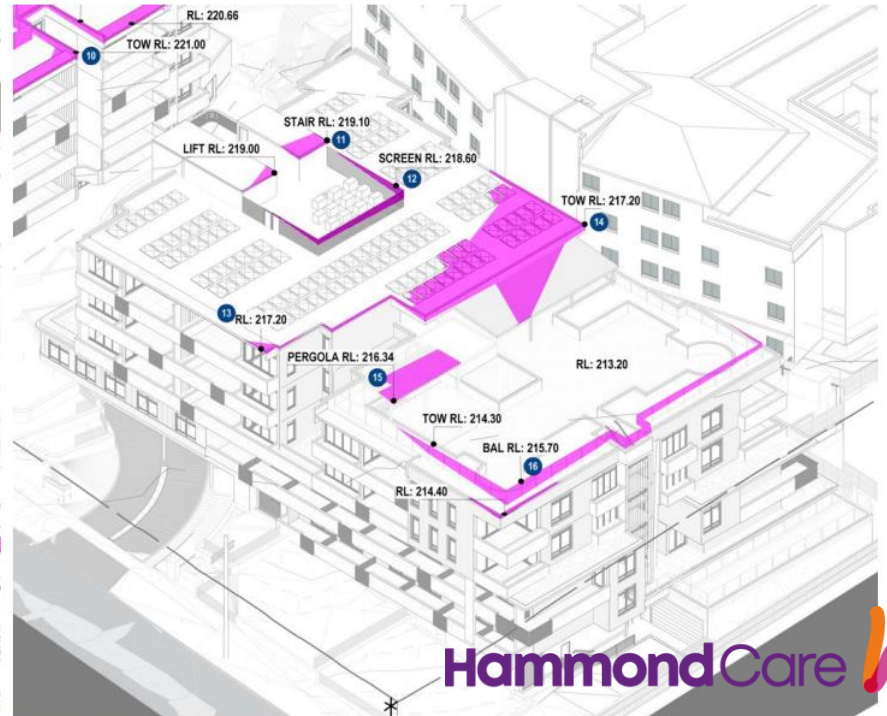 RL: 220.66
TOW RL: 221.00
10
STAIR RL: 219.10
11
LIFT RL: 219.00
SCREEN RL: 218.60
12
TOW RL: 217.20
14
13
RL: 217.20
PERGOLA RL: 216.34
15
RL: 213.20
TOW RL: 214.30
BAL RL: 215.70
16
RL: 214.40
HammondCare